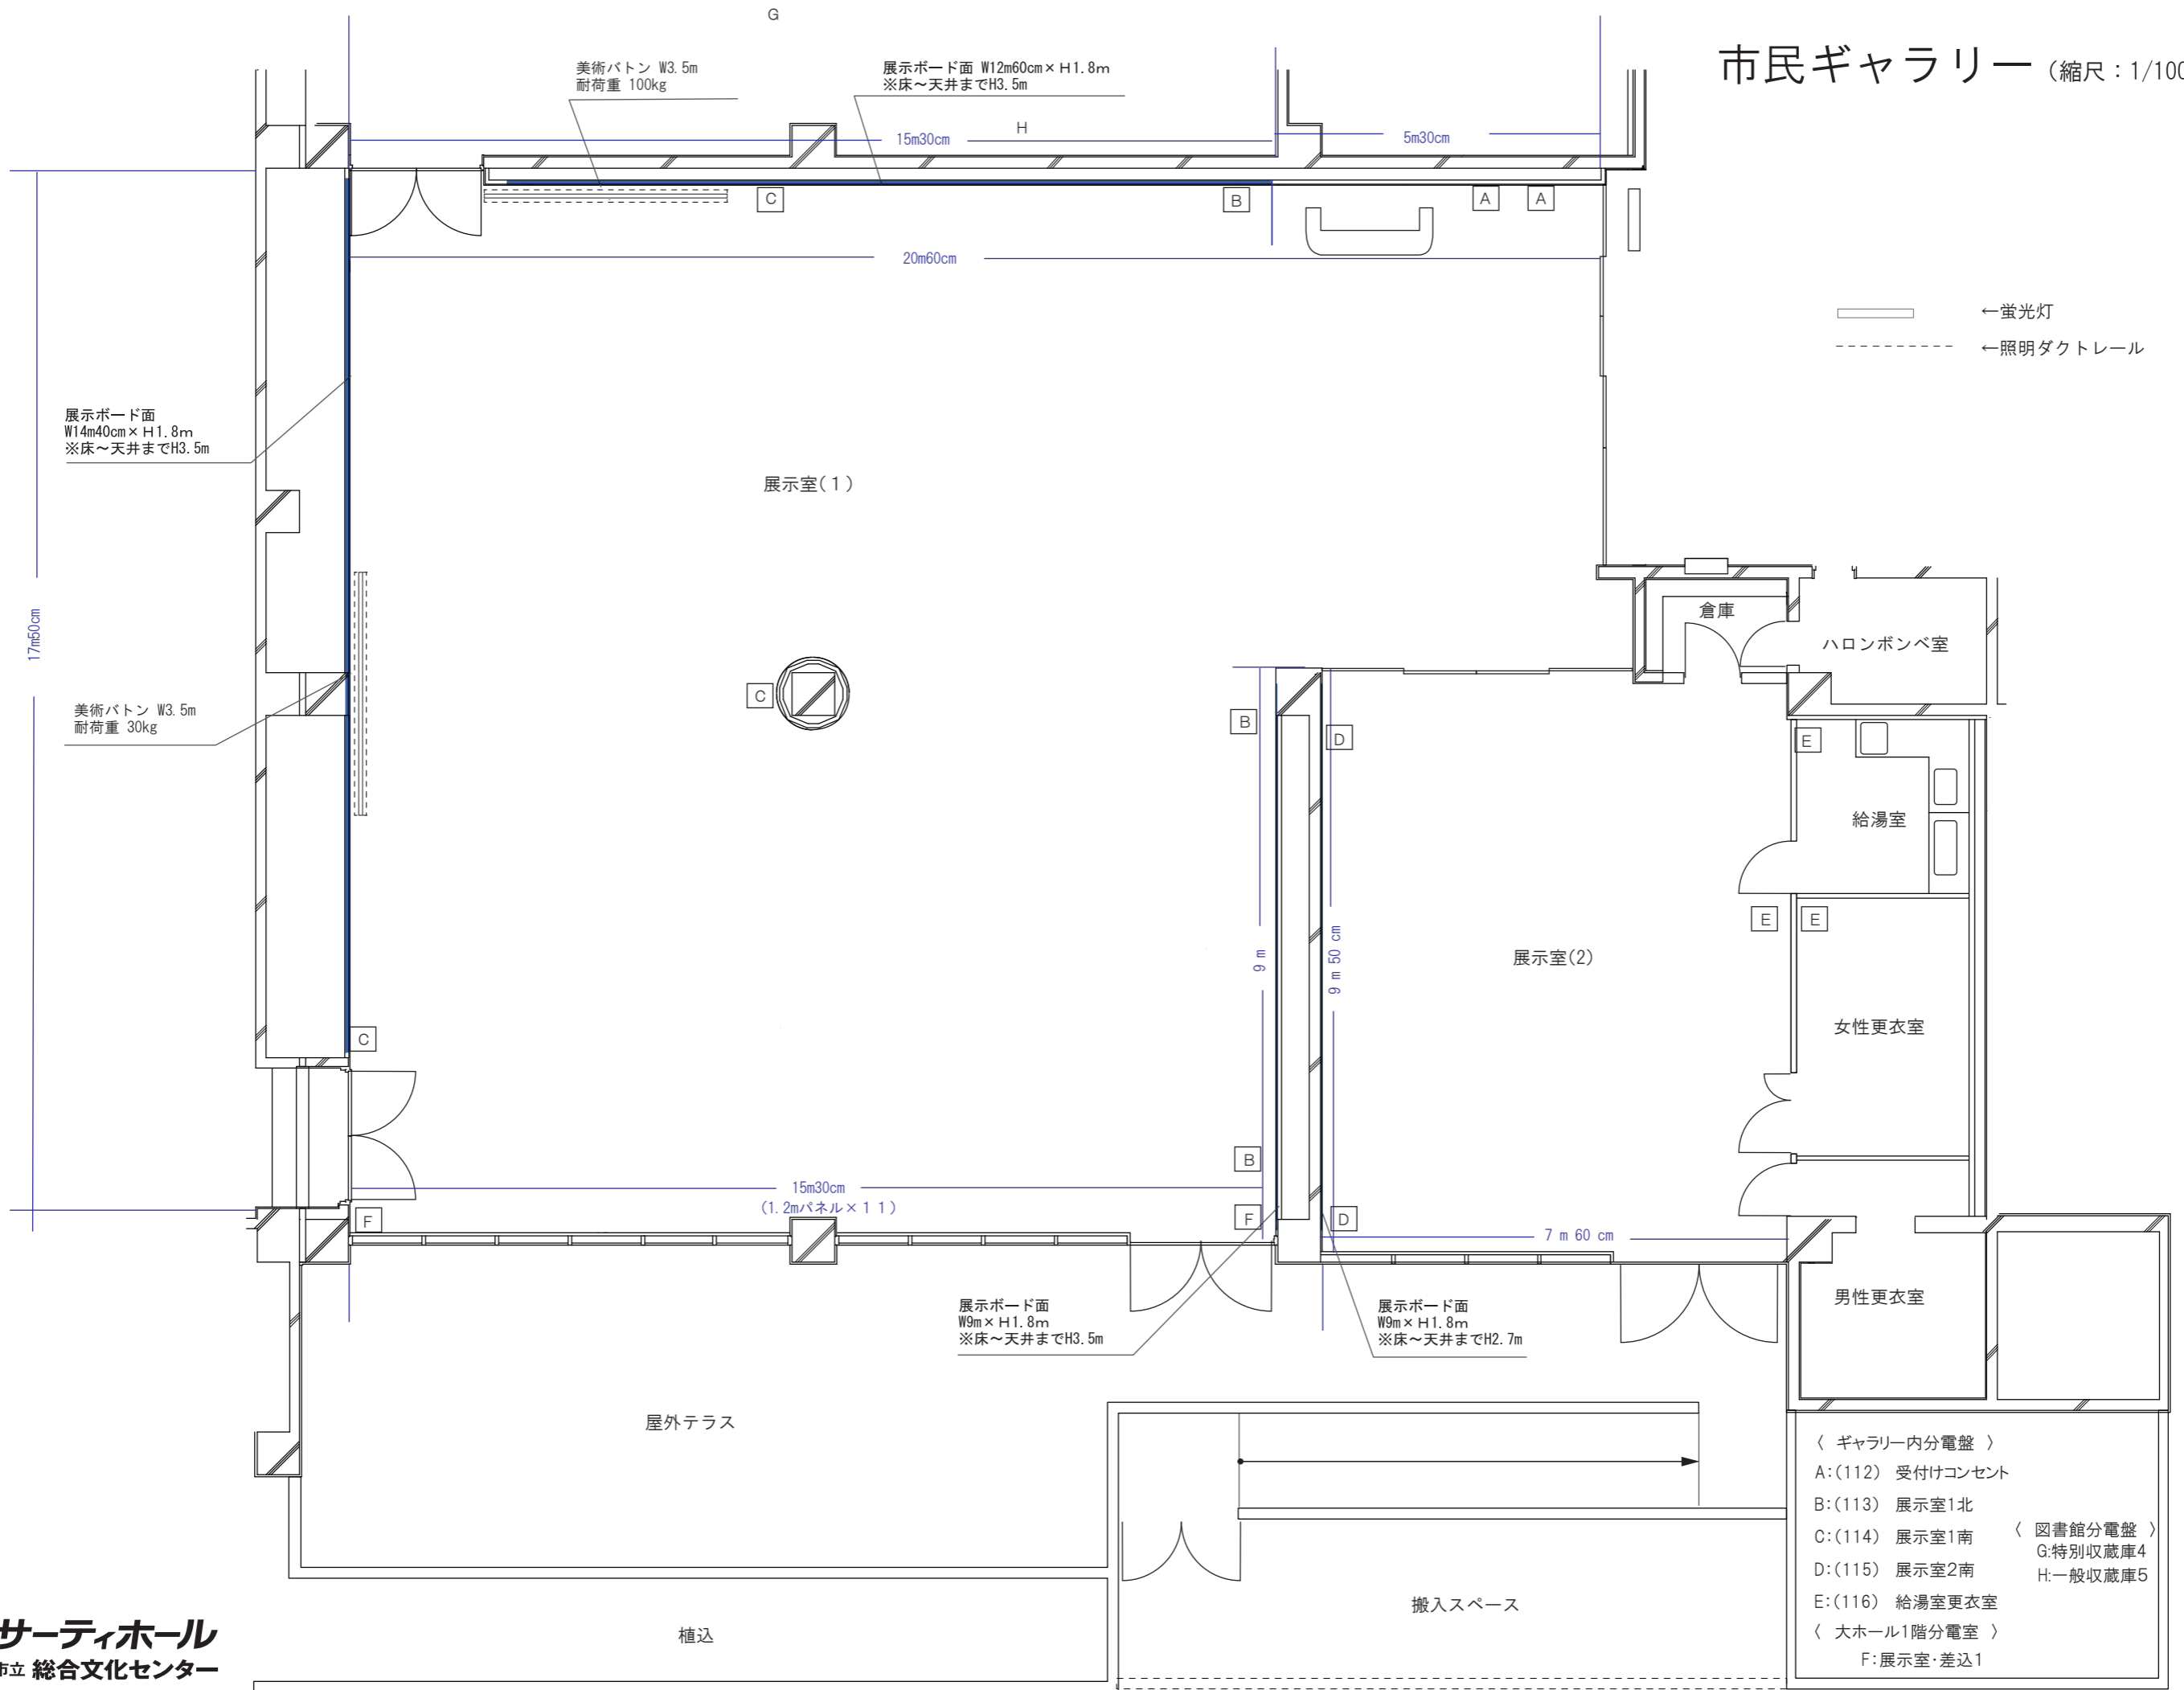 G
市民ギャラリー（縮尺：1/100
美術バトン W3.5m
耐荷重 100kg
展示ボード面 W12m60cm×H1.8m
※床～天井までH3.5m
H
15m30cm
5m30cm
C
B
A
A
20m60cm
←蛍光灯
←照明ダクトレール
展示ボード面
W14m40cm×H1.8m
※床～天井までH3.5m
展示室(1)
17m50cm
倉庫
ハロンボンベ室
美術バトン W3.5m
耐荷重 30kg
C
B
D
E
給湯室
E
E
9 m
9 m 50 cm
展示室(2)
女性更衣室
C
B
15m30cm
(1.2mパネル×11)
F
F
D
7 m 60 cm
展示ボード面
W9m×H1.8m
※床～天井までH3.5m
展示ボード面
W9m×H1.8m
※床～天井までH2.7m
男性更衣室
屋外テラス
〈 ギャラリー内分電盤 〉
A:(112) 受付けコンセント
B:(113) 展示室1北
C:(114) 展示室1南
D:(115) 展示室2南
E:(116) 給湯室更衣室
〈 大ホール1階分電室 〉
F:展示室・差込1
〈 図書館分電盤 〉
G:特別収蔵庫4
H:一般収蔵庫5
搬入スペース
植込
サーティホール
市立 総合文化センター